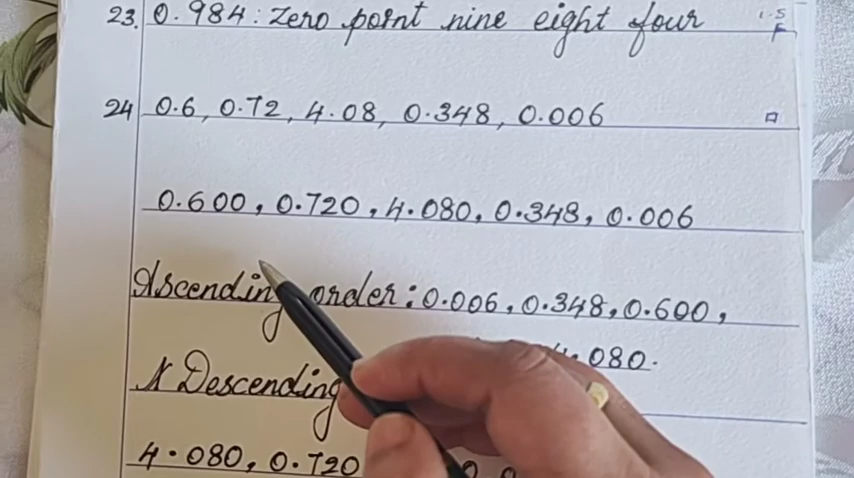 23. 0.984: Zero point nine eight four
24 0.6, 0.72, 4.08, 0.348, 0.006
0.600, 0.720, 4.080, 0.348, 0.006
Ascending order: 0.006, 0.348, 0.600,
4.080.
Descending
4.080, 0.720